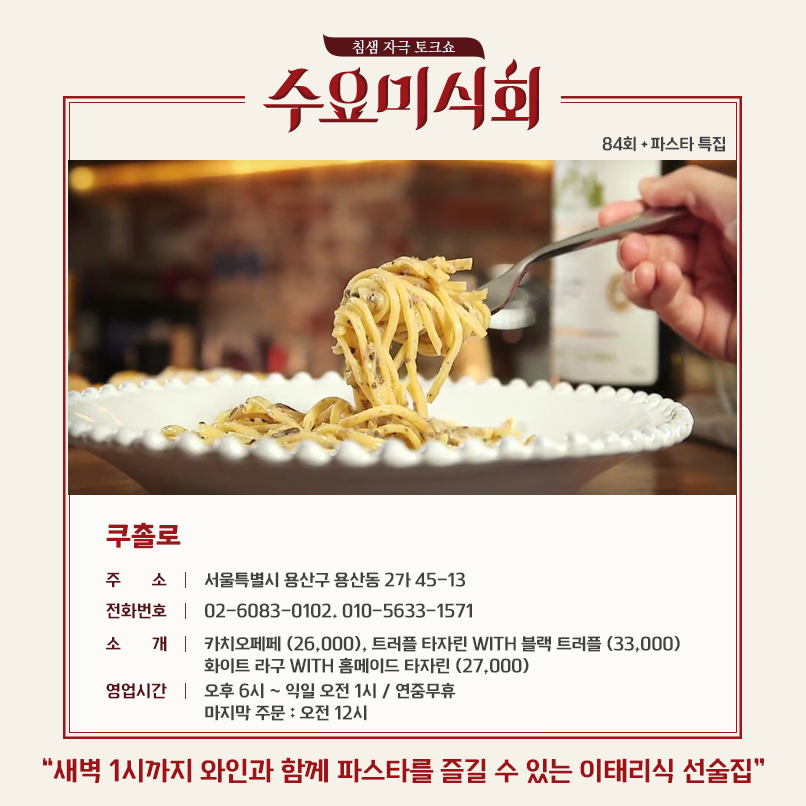 침샘 자극 토크쇼
수요미식회
84회 + 파스타 특집
쿠촐로
주 소 | 서울특별시 용산구 용산동 2가 45-13
전화번호 | 02-6083-0102. 010-5633-1571
소 개 | 카치오페페 (26,000), 트러플 타자린 WITH 블랙 트러플 (33,000)
화이트 라구 WITH 홈메이드 타자린 (27,000)
영업시간 | 오후 6시 ~ 익일 오전 1시 / 연중무휴
마지막 주문 : 오전 12시
“새벽 1시까지 와인과 함께 파스타를 즐길 수 있는 이태리식 선술집”